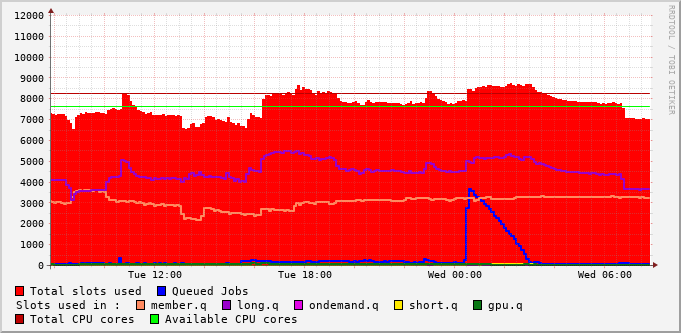 RRDTOOL / TOBI OETIKER
12000
11000
10000
9000
8000
7000
6000
5000
4000
3000
2000
1000
0
Tue 12:00 Tue 18:00 Wed 00:00 Wed 06:00
Total slots used Queued Jobs
Slots used in : member.q long.q ondemand.q short.q gpu.q
Total CPU cores Available CPU cores